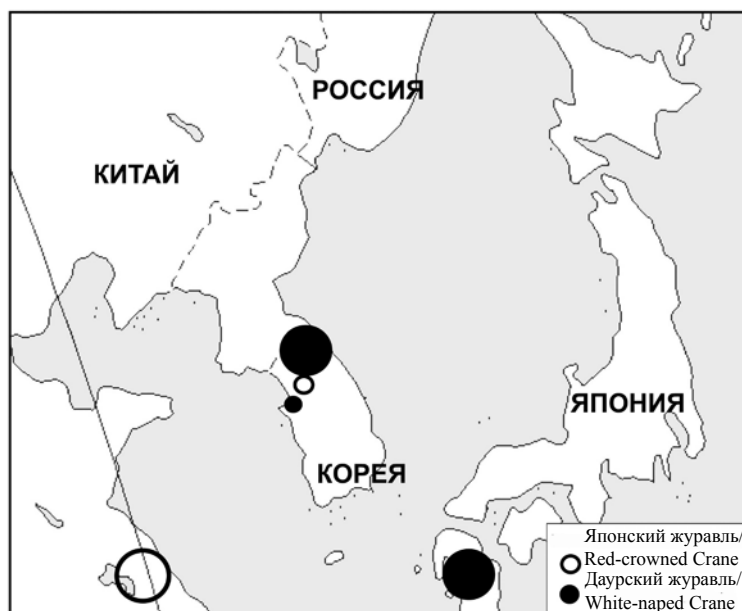 РОССИЯ
КИТАЙ
ЯПОНИЯ
КОРЕЯ
Японский журавль/
Red-crowned Crane
Даурский журавль/
White-naped Crane